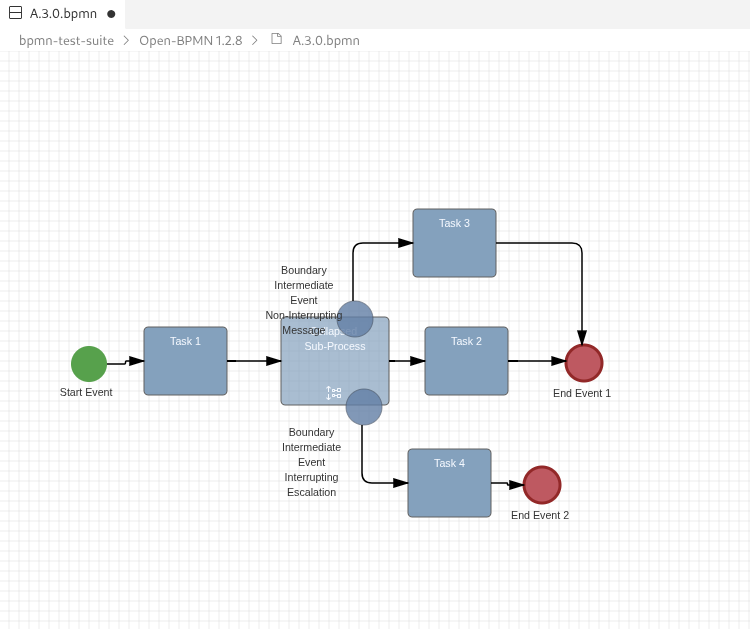 A.3.0.bpmn
bpmn-test-suite
Open-BPMN 1.2.8
A.3.0.bpmn
Task 3
Boundary
Intermediate
Event
Non-Interrupting
Message
Sub-Process
Task 1
Task 2
Start Event
End Event 1
Boundary
Intermediate
Event
Interrupting
Escalation
Task 4
End Event 2